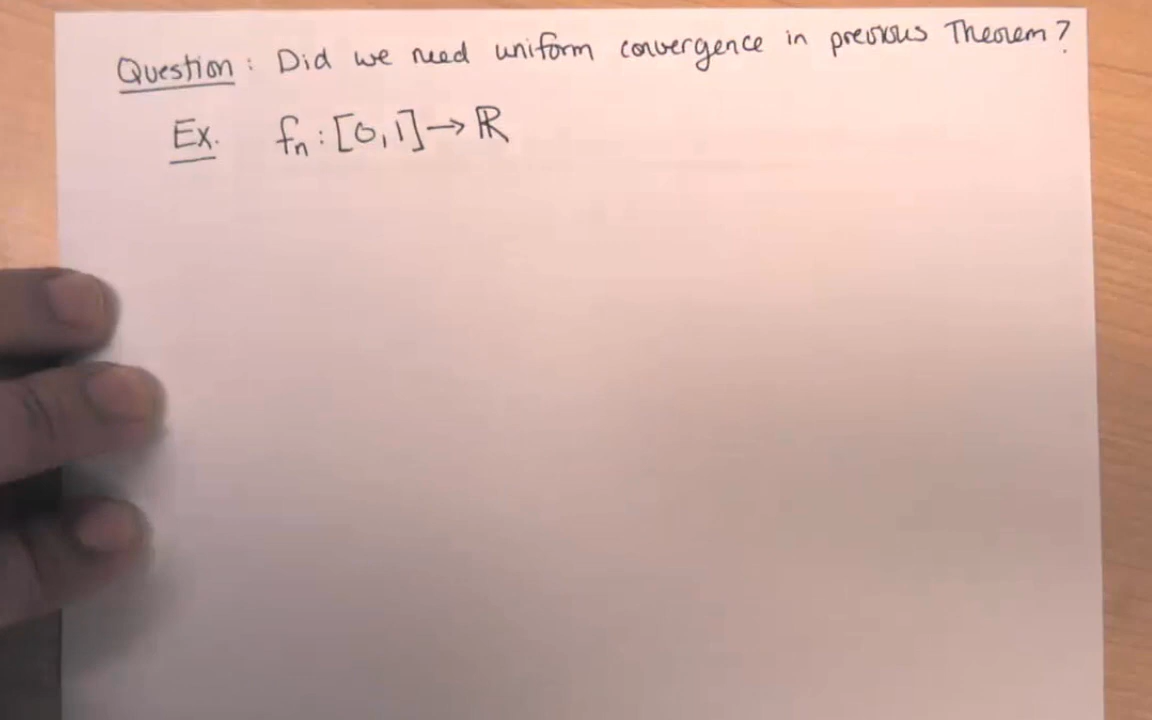 Question: Did we need uniform convergence in previous Theorem?
Ex. fₙ: [0,1] → ℝ